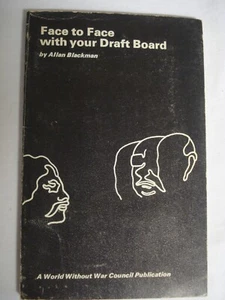 Face to Face
with your Draft Board
by Allan Blackman
A World Without War Council Publication